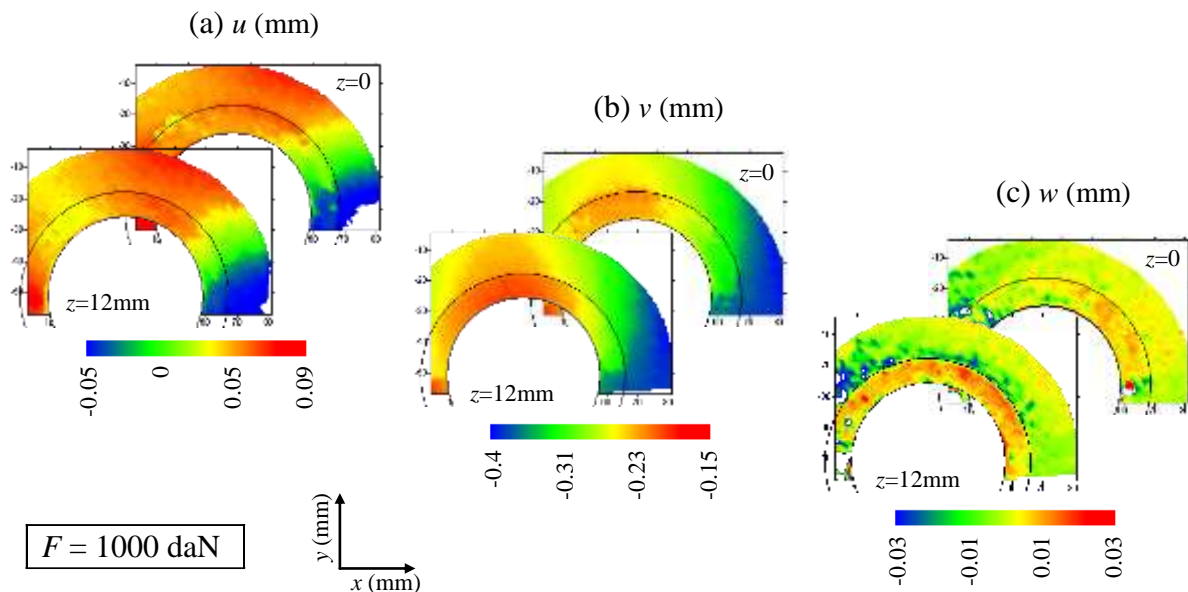 (a) u (mm)
z=0
z=12mm
-0.05
0
0.05
0.09
(b) v (mm)
z=0
z=12mm
-0.4
-0.31
-0.23
-0.15
(c) w (mm)
z=0
z=12mm
-0.03
-0.01
0.01
0.03
F = 1000 daN
y (mm)
x (mm)